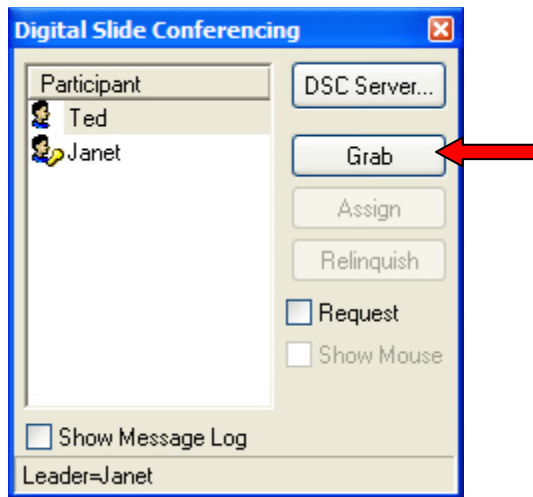 Digital Slide Conferencing
Participant
DSC Server...
Ted
Janet
Grab
Assign
Relinquish
Request
Show Mouse
Show Message Log
Leader=Janet